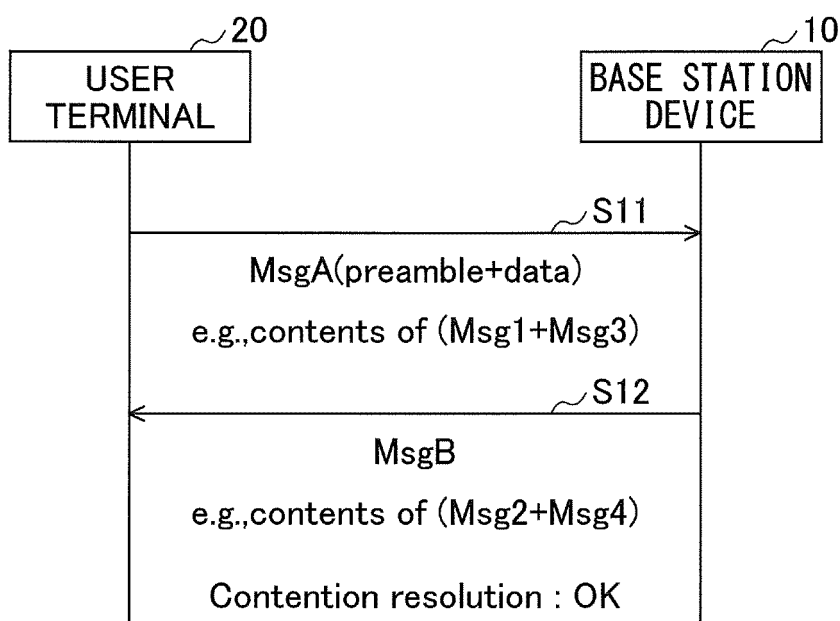 20
10
USER
TERMINAL
BASE STATION
DEVICE
S11
MsgA(preamble+data)
e.g.,contents of (Msg1+Msg3)
S12
MsgB
e.g.,contents of (Msg2+Msg4)
Contention resolution : OK